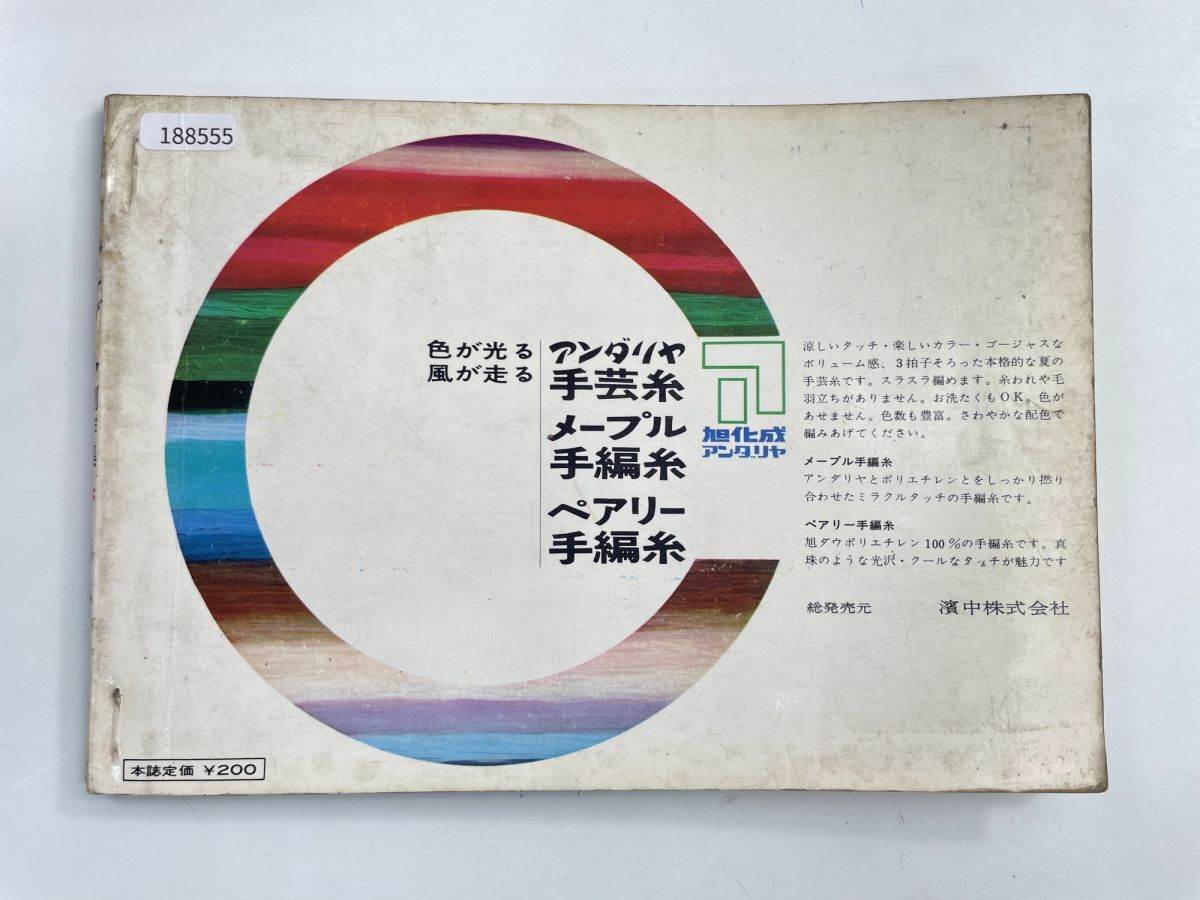 188555
色が光る
風が走る
アンダリヤ
手芸糸
メープル
手編糸
ペアリー
手編糸
旭化成
アンダリヤ
涼しいタッチ・楽しいカラー・ゴージャスな
ボリューム感、3拍子そろった本格的な夏の
手芸糸です。スラスラ編めます。糸われや毛
羽立ちがありません。お洗たくもOK。色が
あせません。色数も豊富。さわやかな配色で
編みあげてください。
メープル手編糸
アンダリヤとポリエチレンとをしっかり撚り
合わせたミラクルタッチの手編糸です。
ペアリー手編糸
旭ダウポリエチレン100%の手編糸です。真
珠のような光沢・クールなタッチが魅力です
総発売元 濱中株式会社
本誌定価 ¥200